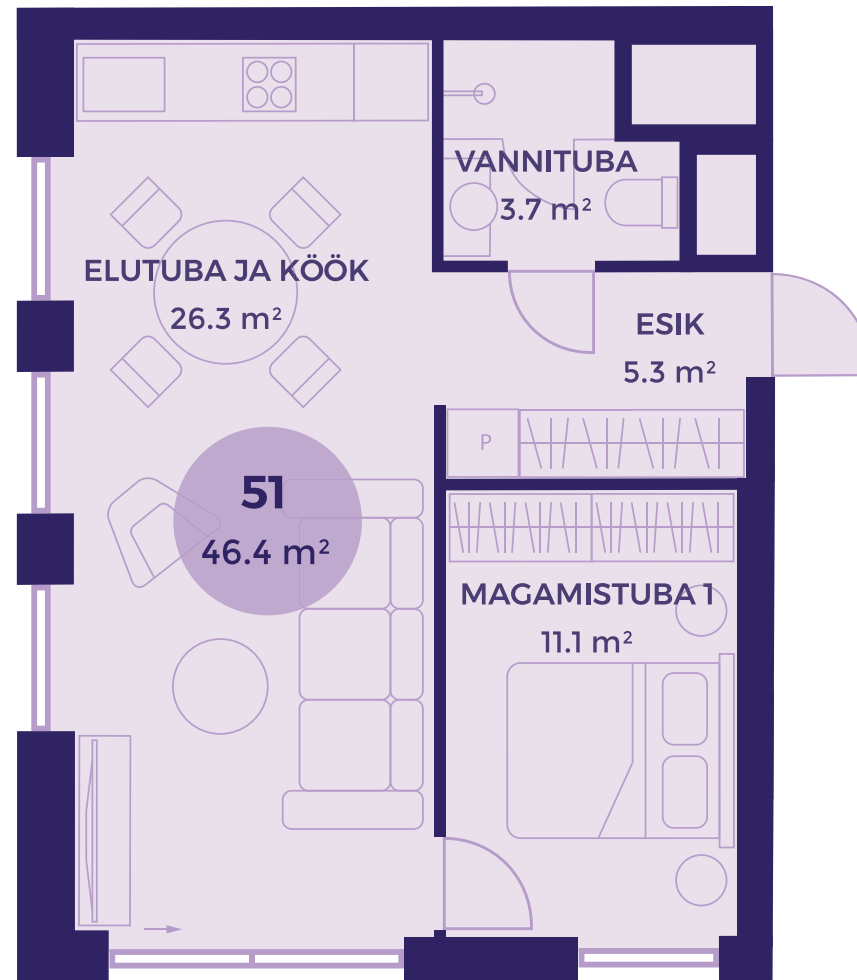 VANNITUBA
3.7 m²
ELUTUBA JA KÖÖK
26.3 m²
ESIK
5.3 m²
P
51
46.4 m²
MAGAMISTUBA 1
11.1 m²